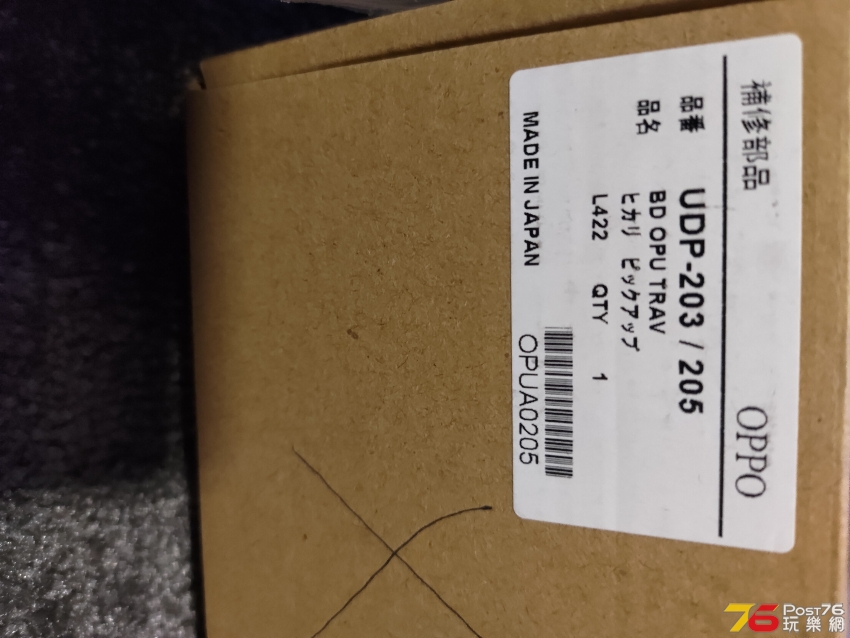 補修部品 OPPO
品番 UDP-203 / 205
品名 BD OPU TRAV
ヒカリ ピックアップ
L422 QTY 1
MADE IN JAPAN
OPUA0205
76 Post76
玩樂網